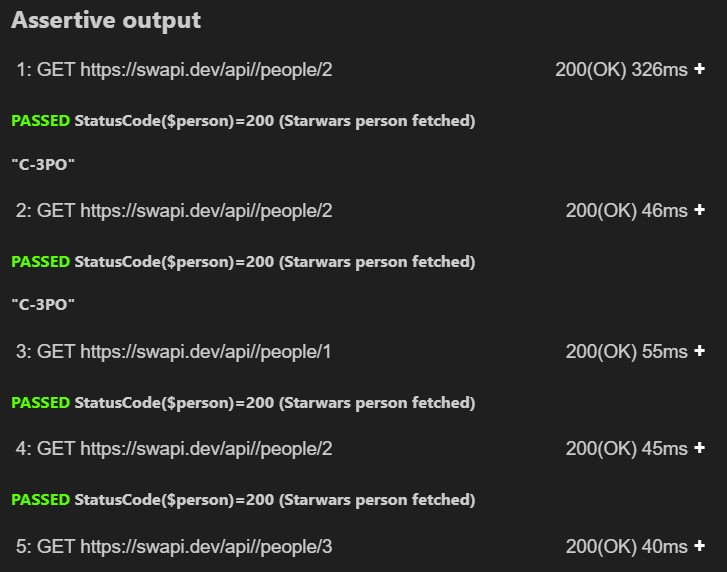 Assertive output
1: GET https://swapi.dev/api//people/2 200(OK) 326ms +
PASSED StatusCode($person)=200 (Starwars person fetched)
"C-3PO"
2: GET https://swapi.dev/api//people/2 200(OK) 46ms +
PASSED StatusCode($person)=200 (Starwars person fetched)
"C-3PO"
3: GET https://swapi.dev/api//people/1 200(OK) 55ms +
PASSED StatusCode($person)=200 (Starwars person fetched)
4: GET https://swapi.dev/api//people/2 200(OK) 45ms +
PASSED StatusCode($person)=200 (Starwars person fetched)
5: GET https://swapi.dev/api//people/3 200(OK) 40ms +